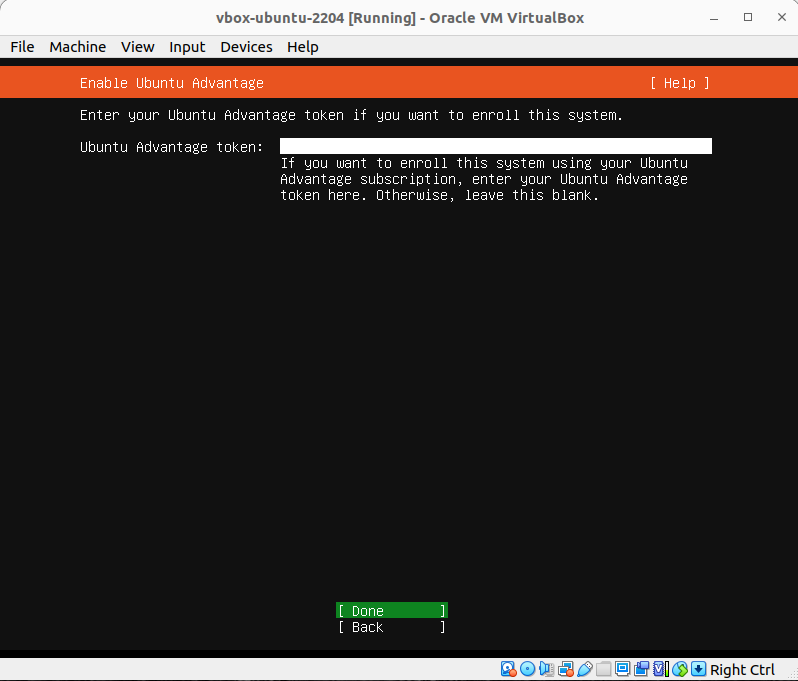 vbox-ubuntu-2204 [Running] - Oracle VM VirtualBox
File Machine View Input Devices Help
Enable Ubuntu Advantage [ Help ]
Enter your Ubuntu Advantage token if you want to enroll this system.
Ubuntu Advantage token:
If you want to enroll this system using your Ubuntu
Advantage subscription, enter your Ubuntu Advantage
token here. Otherwise, leave this blank.
[ Done ]
[ Back ]
Right Ctrl